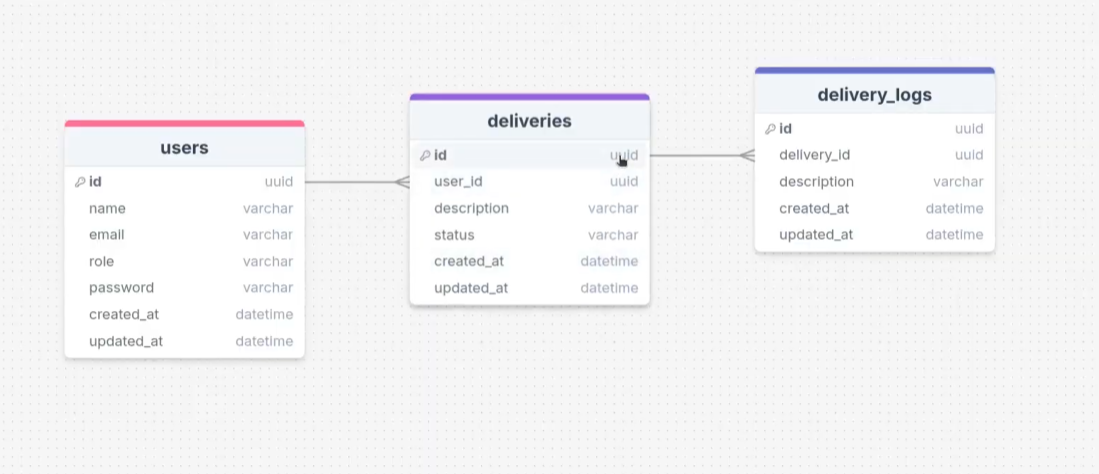 users
id uuid
name varchar
email varchar
role varchar
password varchar
created_at datetime
updated_at datetime
deliveries
id uuid
user_id uuid
description varchar
status varchar
created_at datetime
updated_at datetime
delivery_logs
id uuid
delivery_id uuid
description varchar
created_at datetime
updated_at datetime